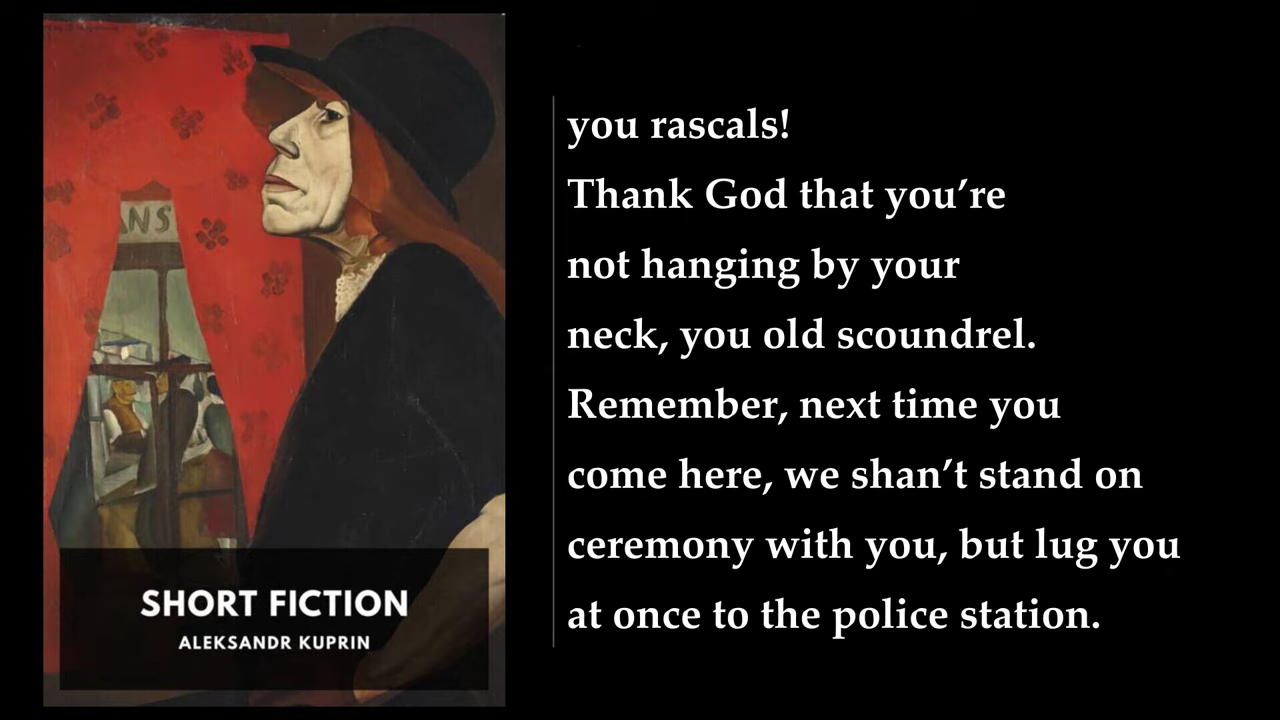 ANS
SHORT FICTION
ALEKSANDR KUPRIN
you rascals!
Thank God that you’re
not hanging by your
neck, you old scoundrel.
Remember, next time you
come here, we shan’t stand on
ceremony with you, but lug you
at once to the police station.